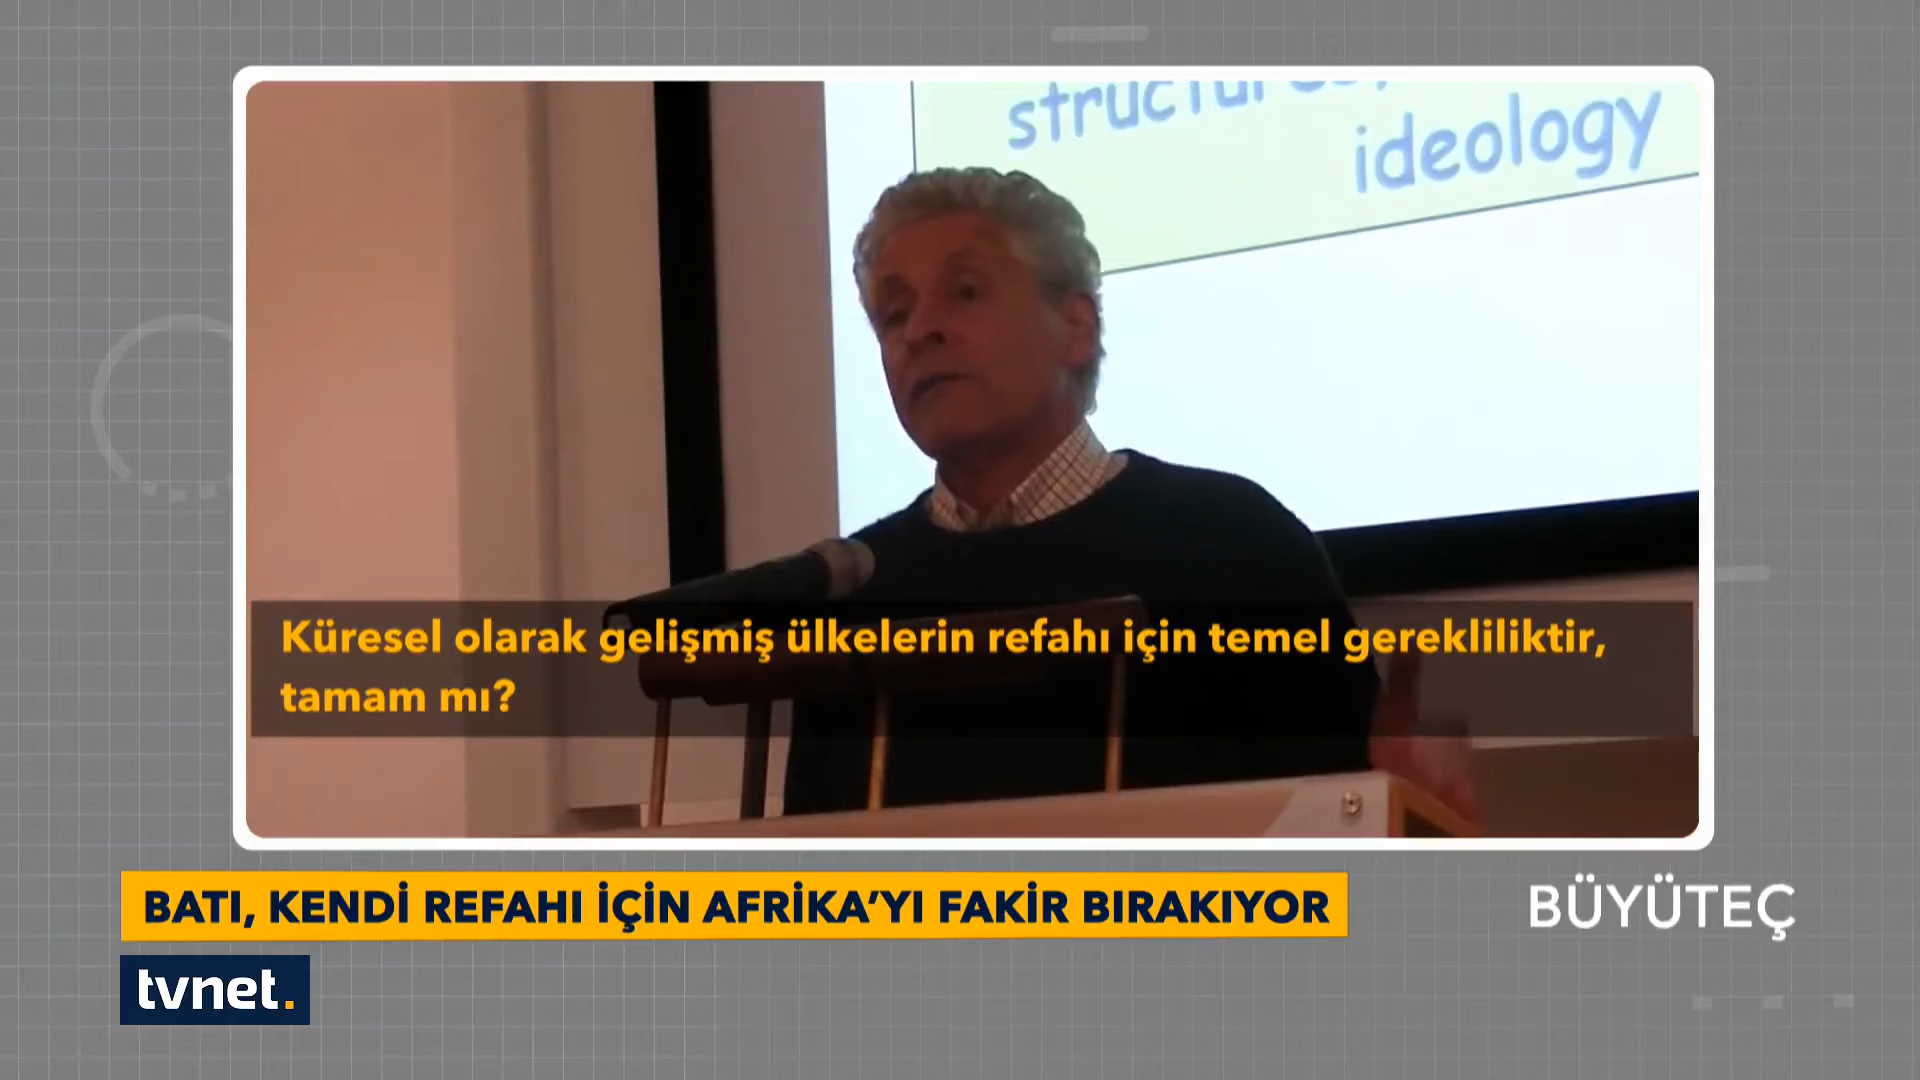 ideology
Küresel olarak gelişmiş ülkelerin refahı için temel gerekliliktir,
tamam mı?
BATI, KENDİ REFAHI İÇİN AFRİKA’YI FAKİR BIRAKIYOR
BÜYÜTEÇ
tvnet.